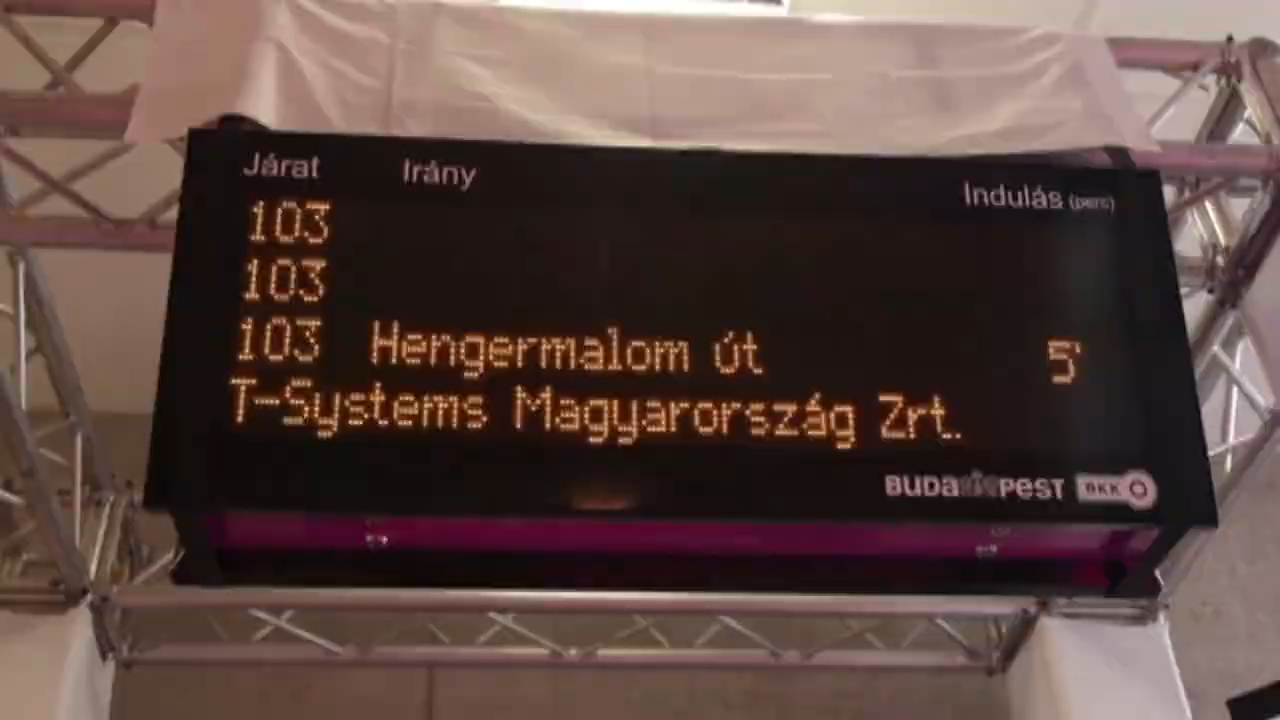 Járat Irány Indulás (perc)
103
103
103 Hengermalom út 5'
T-Systems Magyarország Zrt.
BUDAPEST BKK